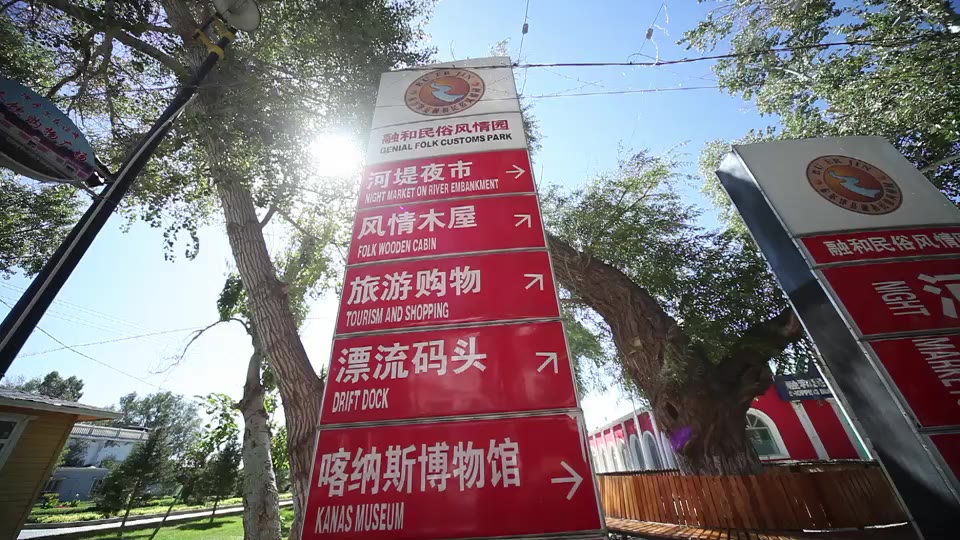 融和民俗风情园
GENIAL FOLK CUSTOMS PARK
河堤夜市
NIGHT MARKET ON RIVER EMBANKMENT
风情木屋
FOLK WOODEN CABIN
旅游购物
TOURISM AND SHOPPING
漂流码头
DRIFT DOCK
喀纳斯博物馆
KANAS MUSEUM
融和民俗风情
NIGHT